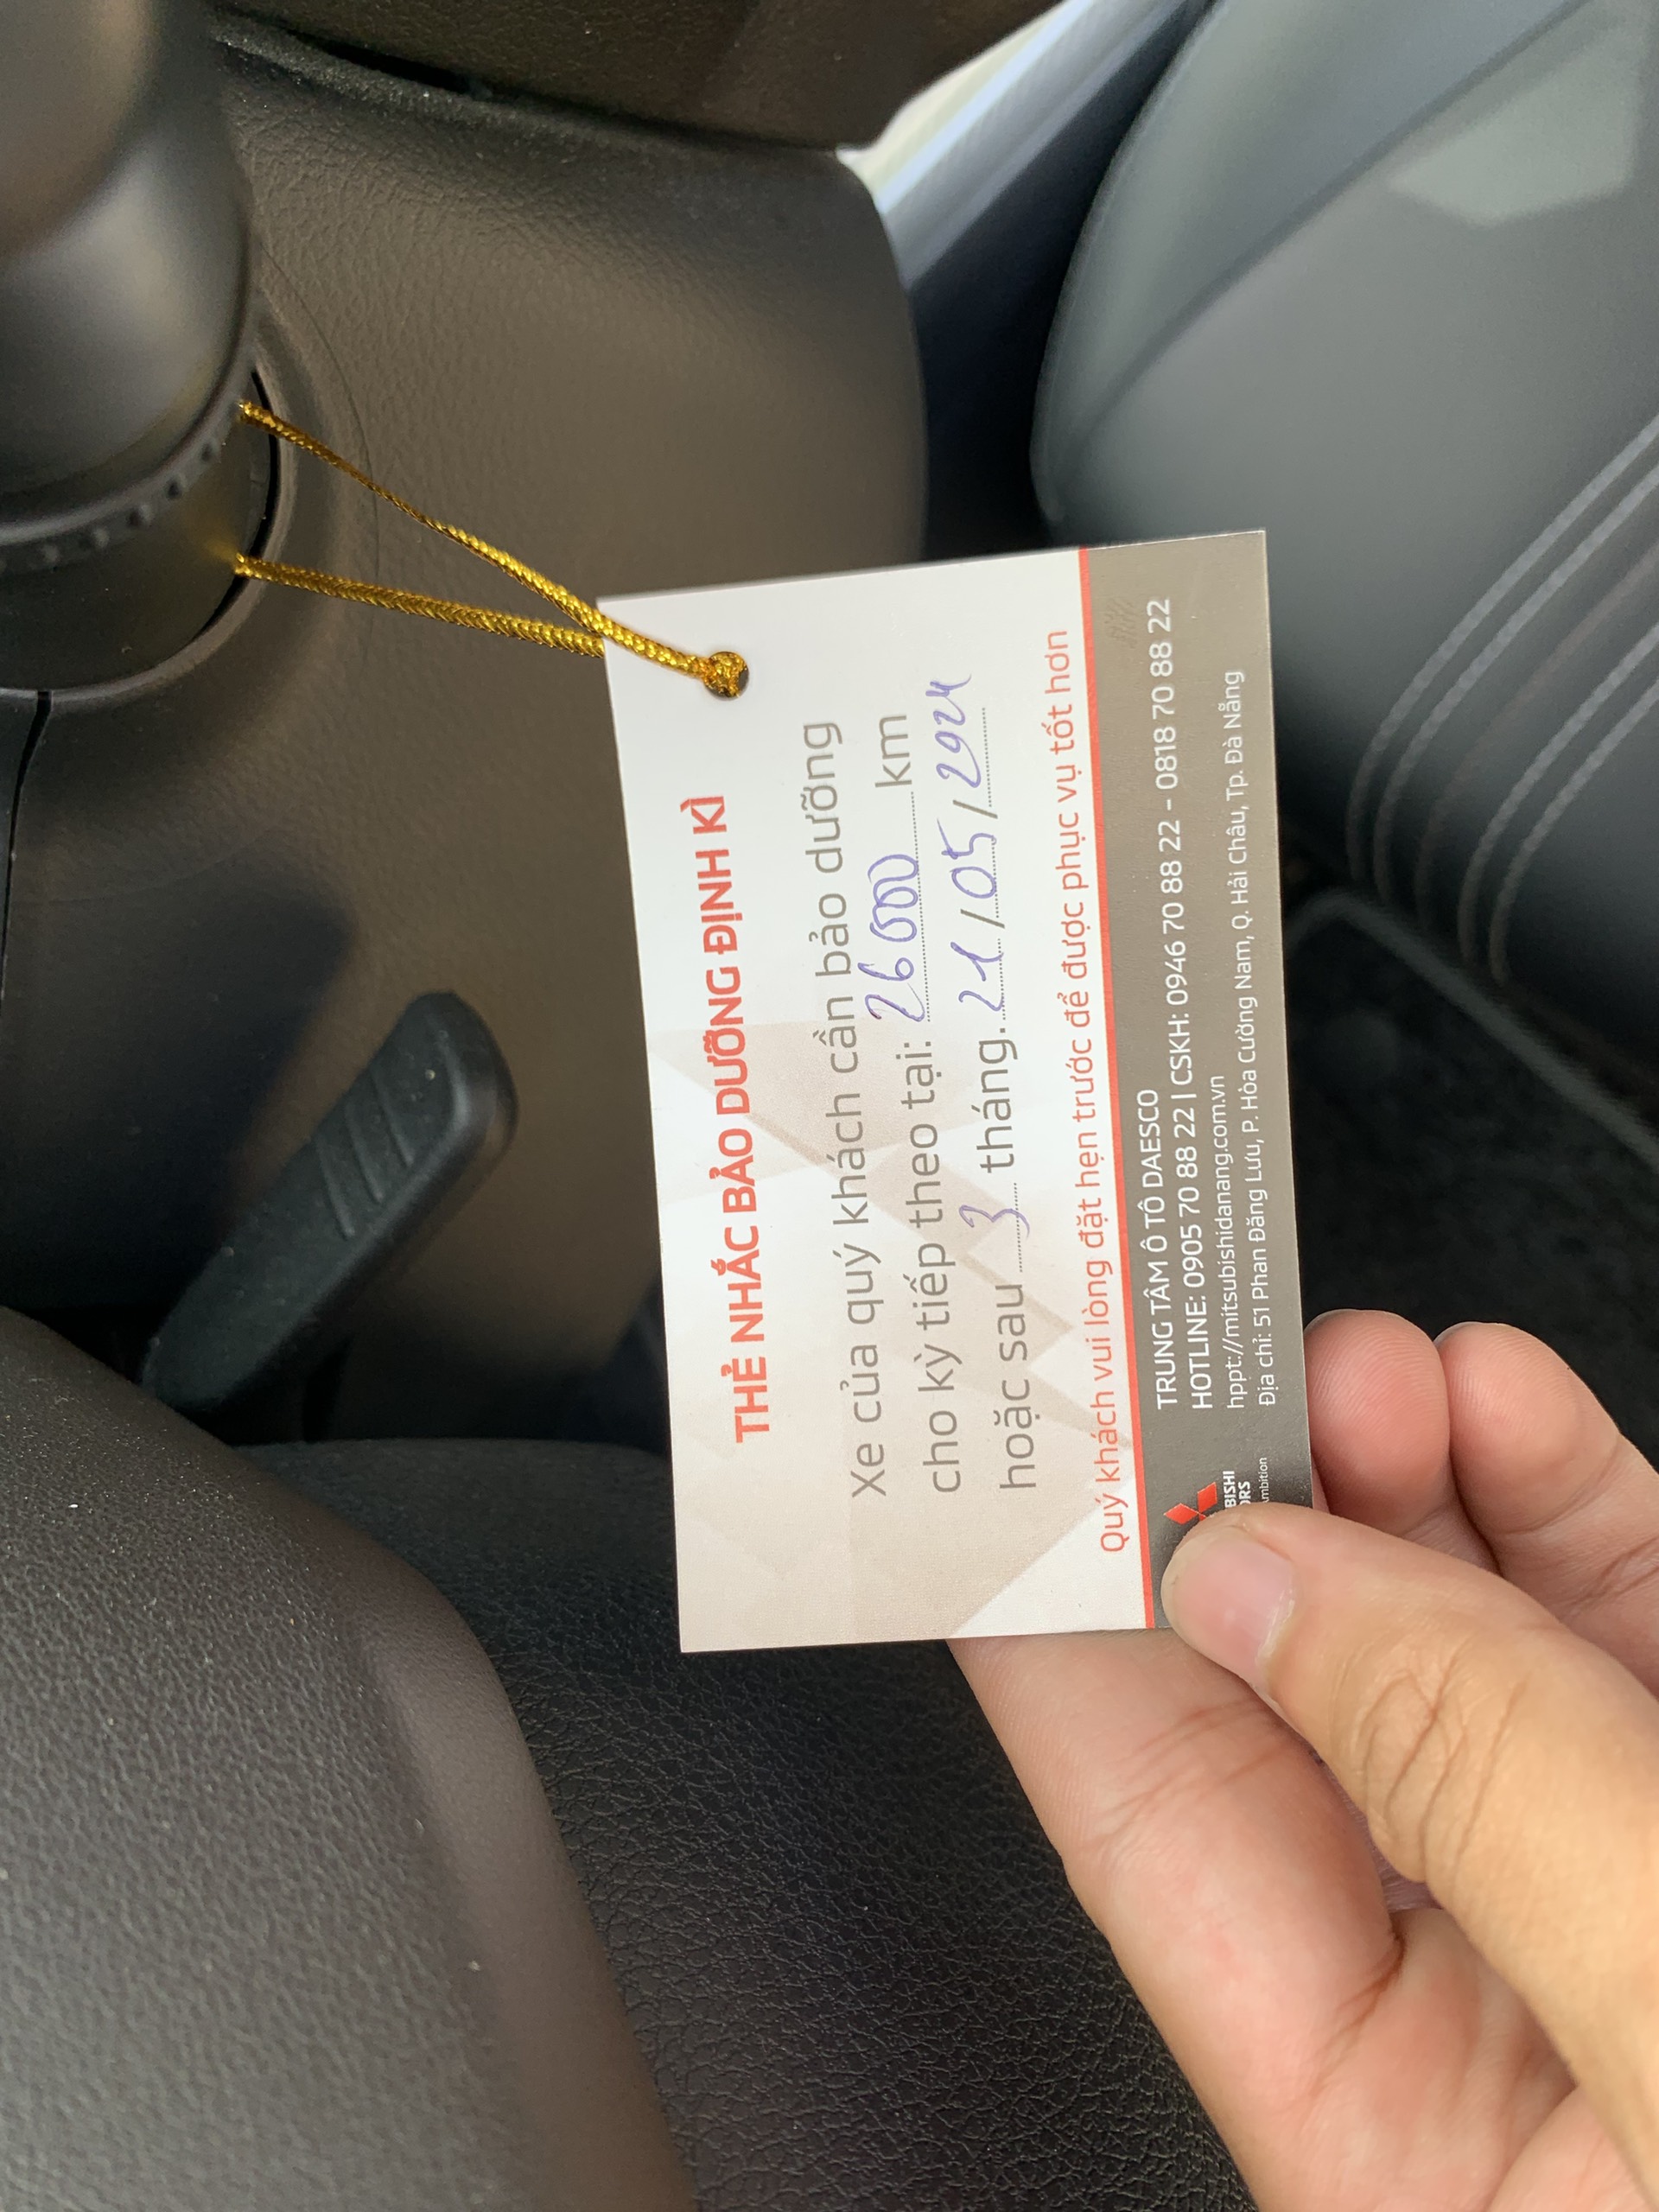 THẺ NHẮC BẢO DƯỠNG ĐỊNH KÌ
Xe của quý khách cần bảo dưỡng
cho kỳ tiếp theo tại: 26000 km
hoặc sau 3 tháng. 21/05/2024
Quý khách vui lòng đặt hẹn trước để được phục vụ tốt hơn
TRUNG TÂM Ô TÔ DAESCO
HOTLINE: 0905 70 88 22 | CSKH: 0946 70 88 22 - 0818 70 88 22
hppt://mitsubishidanang.com.vn
Địa chỉ: 51 Phan Đăng Lưu, P. Hòa Cường Nam, Q. Hải Châu, Tp. Đà Nẵng
BISHI
ORS
mbition